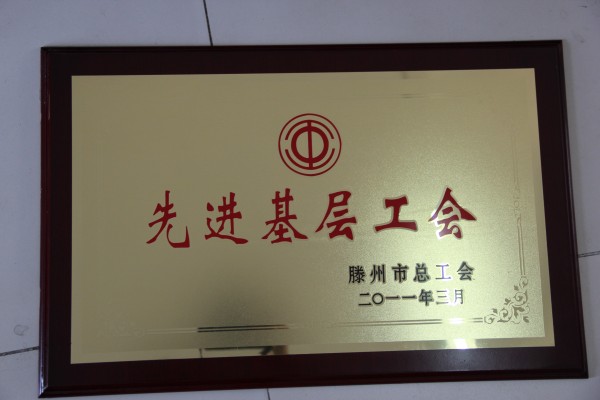 先进基层工会
滕州市总工会
二〇一一年三月